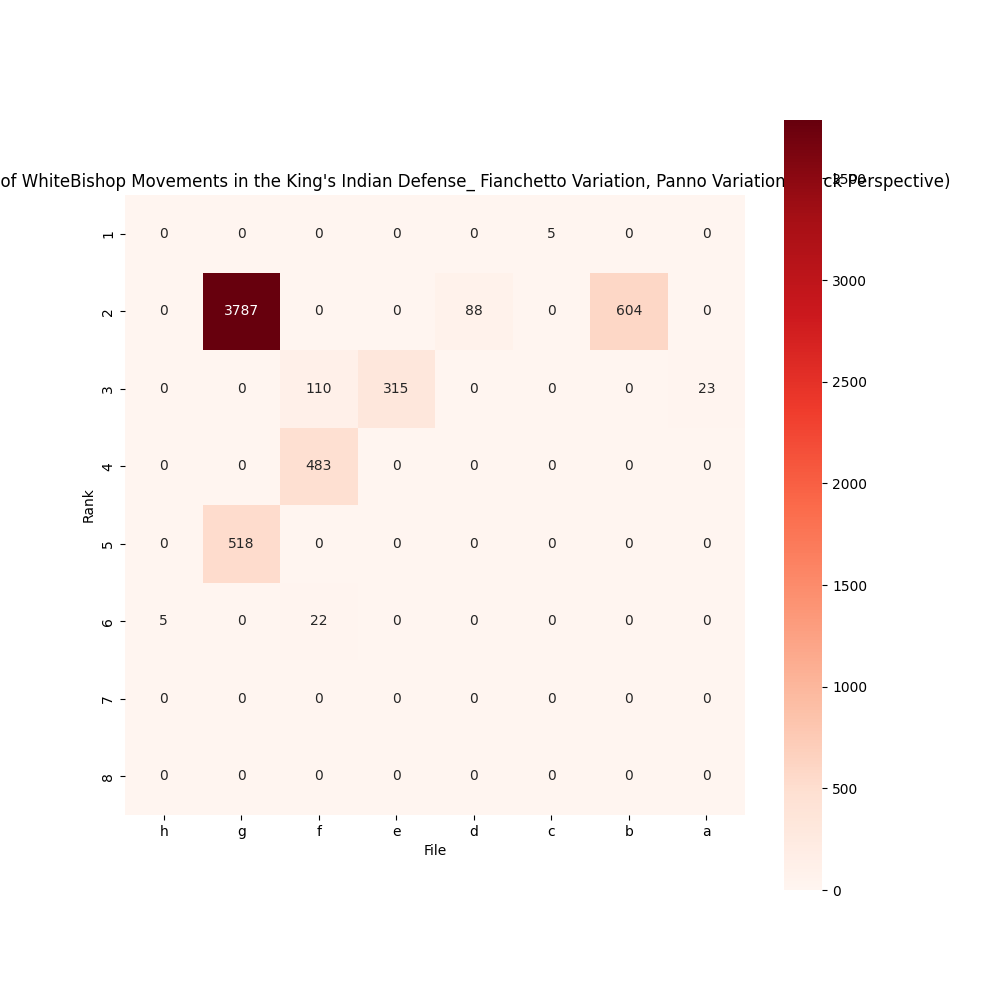 of WhiteBishop Movements in the King's Indian Defense_ Fianchetto Variation, Panno Variation Perspective)
1 0 0 0 0 0 5 0 0
2 0 3787 0 0 88 0 604 0
3 0 0 110 315 0 0 0 23
4 0 0 483 0 0 0 0 0
5 0 518 0 0 0 0 0 0
6 5 0 22 0 0 0 0 0
7 0 0 0 0 0 0 0 0
8 0 0 0 0 0 0 0 0
h g f e d c b a
File
Rank
3500
3000
2500
2000
1500
1000
500
0